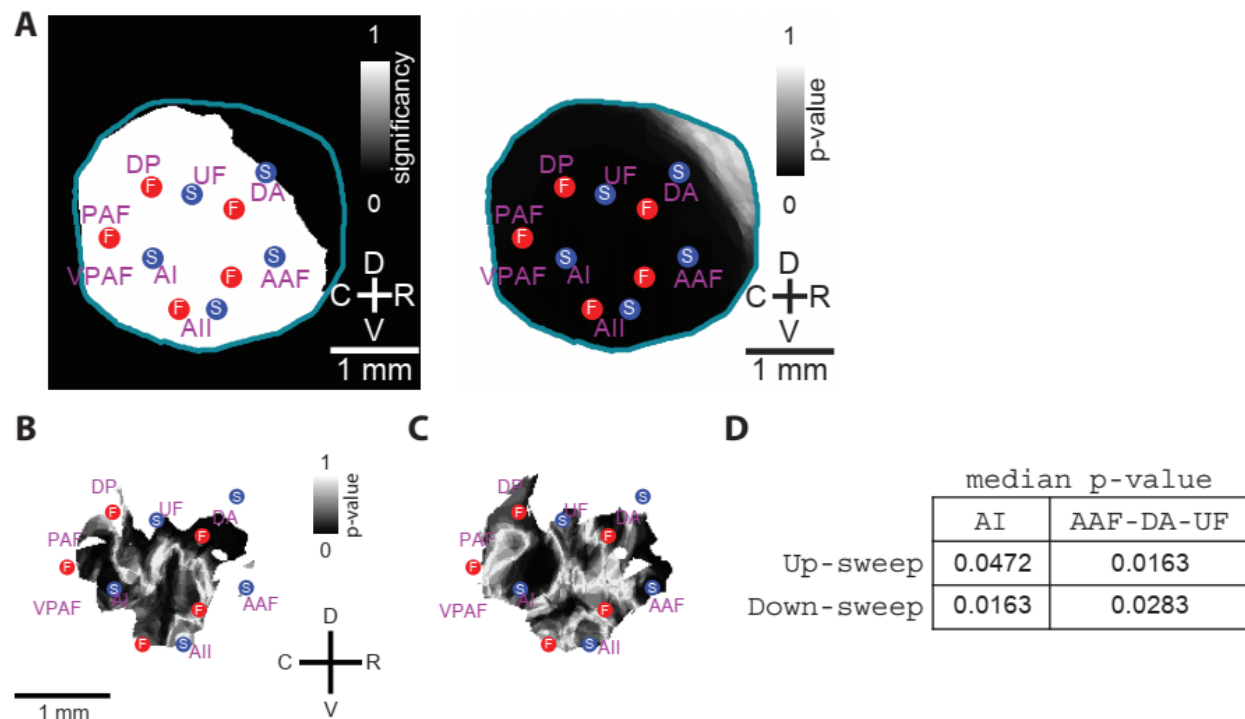 A
1
significancy
0
DP
UF
S
DA
F
S
F
PAF
F
VPAF
S
AI
F
S
AAF
F
S
AII
D
C
R
V
1 mm
1
p-value
0
DP
UF
S
DA
F
S
F
PAF
F
VPAF
S
AI
F
S
AAF
F
S
AII
D
C
R
V
1 mm
B
1
p-value
0
DP
S
F
UF
S
DA
F
PAF
F
VPAF
AI
S
S
AAF
F
F
S
AII
D
C
R
V
1 mm
C
DP
S
F
UF
S
DA
F
PAF
F
VPAF
AI
S
S
AAF
F
F
S
AII
D
median p-value
AI AAF-DA-UF
Up-sweep 0.0472 0.0163
Down-sweep 0.0163 0.0283